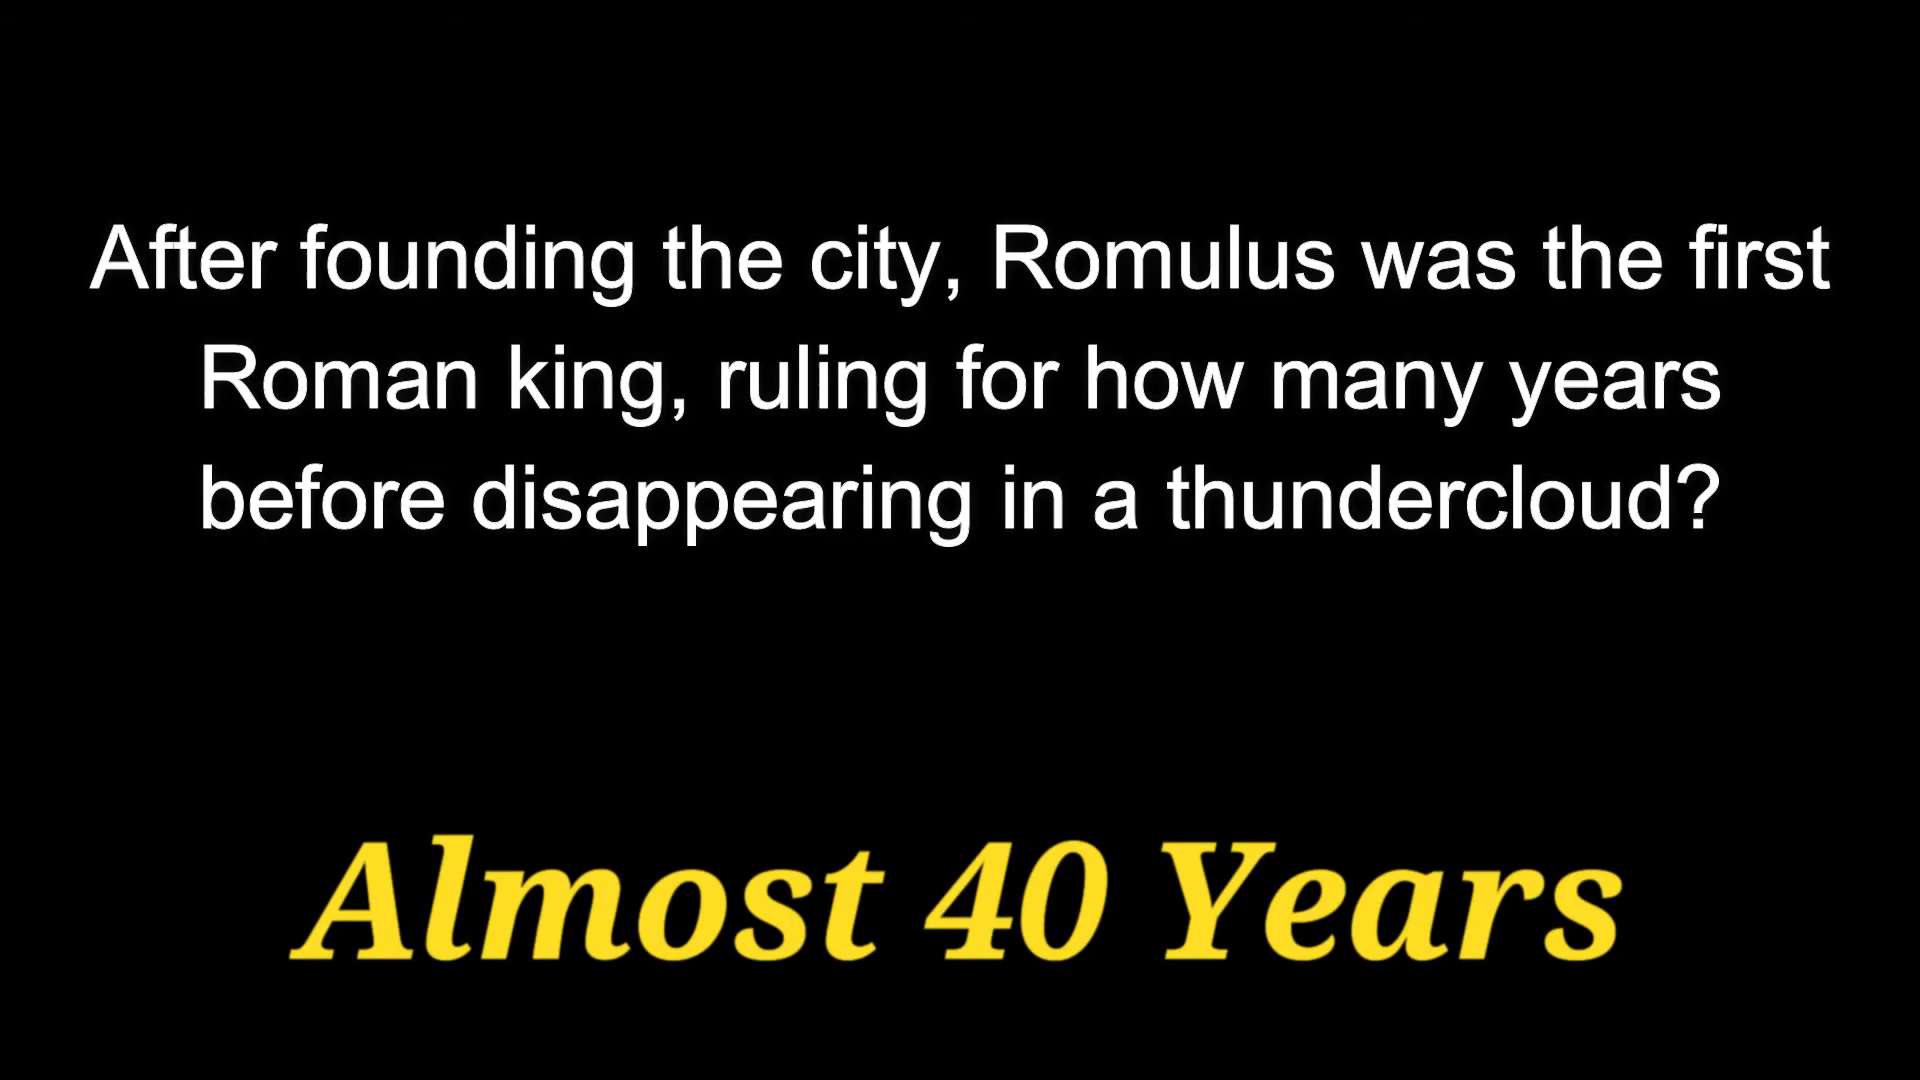 After founding the city, Romulus was the first
Roman king, ruling for how many years
before disappearing in a thundercloud?
Almost 40 Years